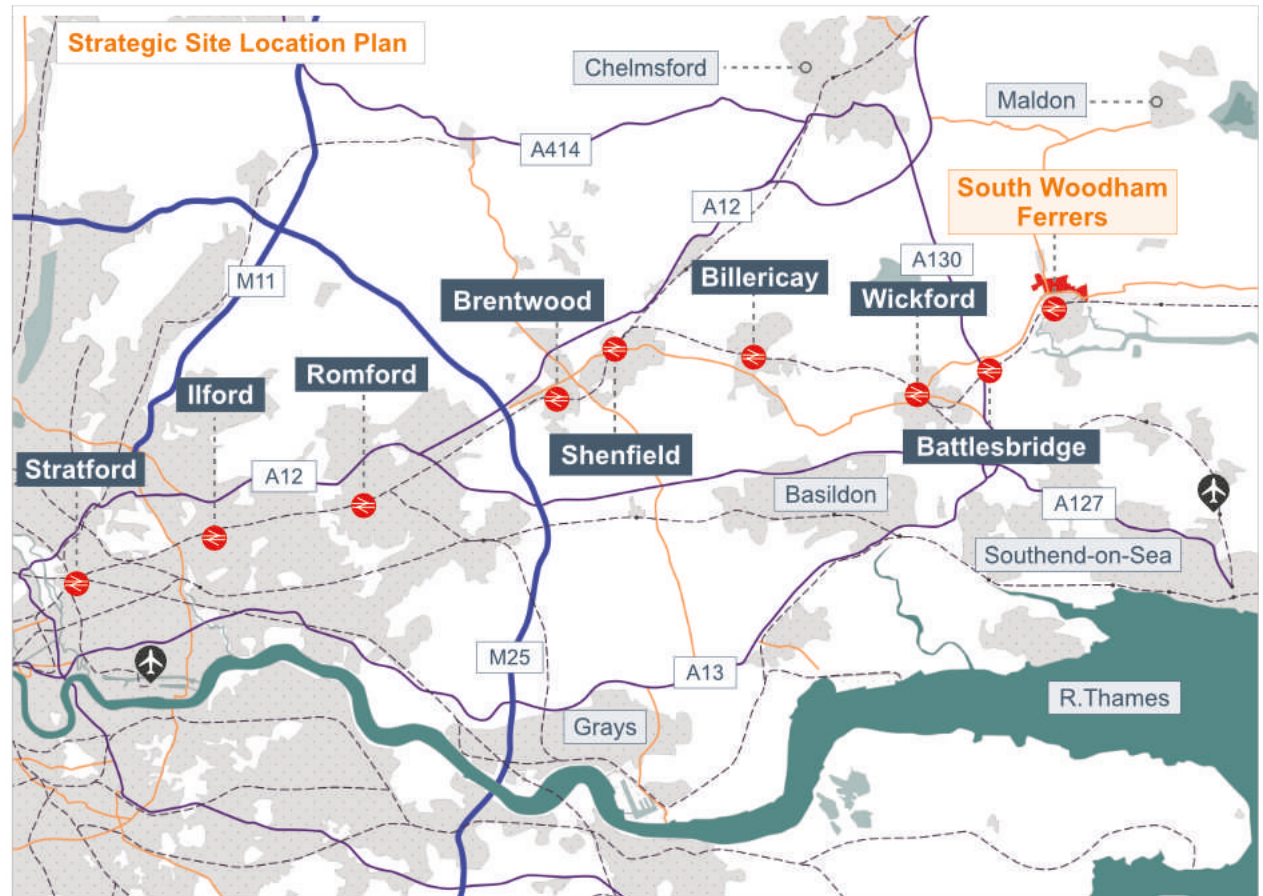 Strategic Site Location Plan
Chelmsford
Maldon
A414
South Woodham
Ferrers
A12
A130
M11
Billericay
Brentwood
Wickford
Romford
Ilford
Shenfield
Battlesbridge
Stratford
A12
Basildon
A127
Southend-on-Sea
M25
A13
R.Thames
Grays